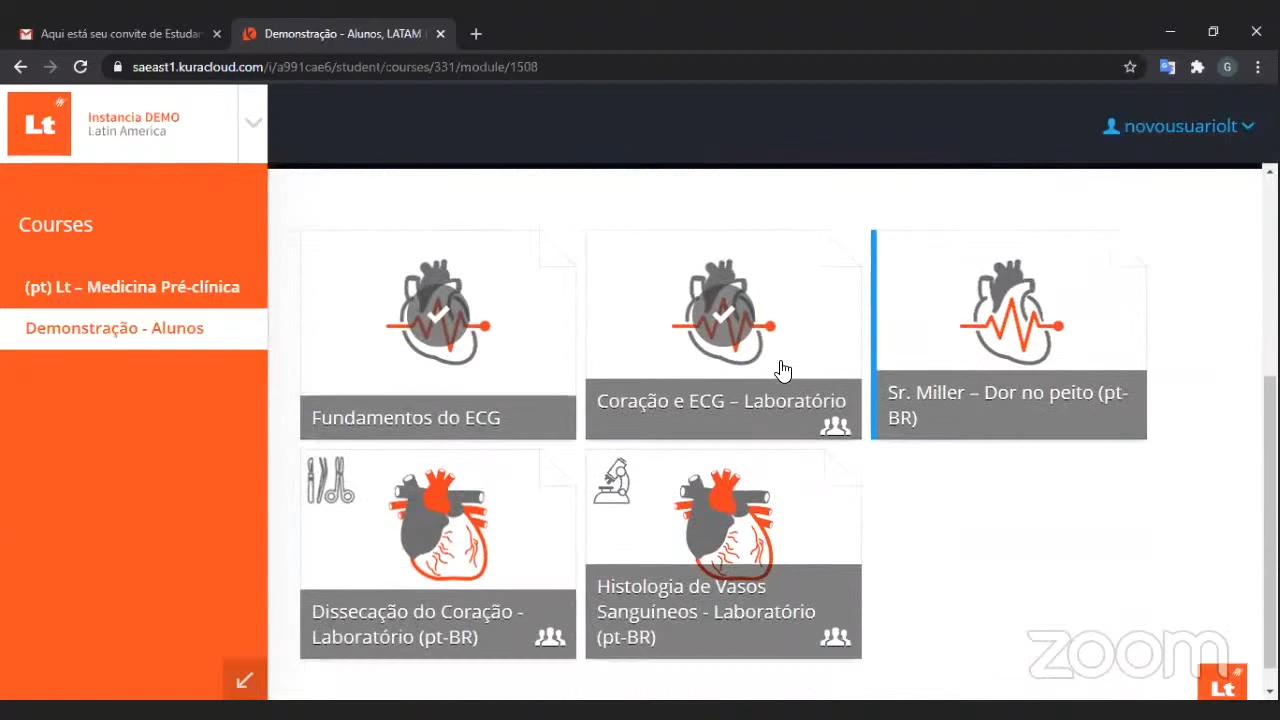 Aqui está seu convite de Estudan
Demonstração - Alunos, LATAM
saeast1.kuracloud.com/i/a991cae6/student/courses/331/module/1508
G
Lt
Instancia DEMO
Latin America
novousuariolt
Courses
(pt) Lt – Medicina Pré-clínica
Demonstração - Alunos
Fundamentos do ECG
Coração e ECG – Laboratório
Sr. Miller – Dor no peito (pt-
BR)
Dissecação do Coração -
Laboratório (pt-BR)
Histologia de Vasos
Sanguíneos - Laboratório
(pt-BR)
zoom
Lt